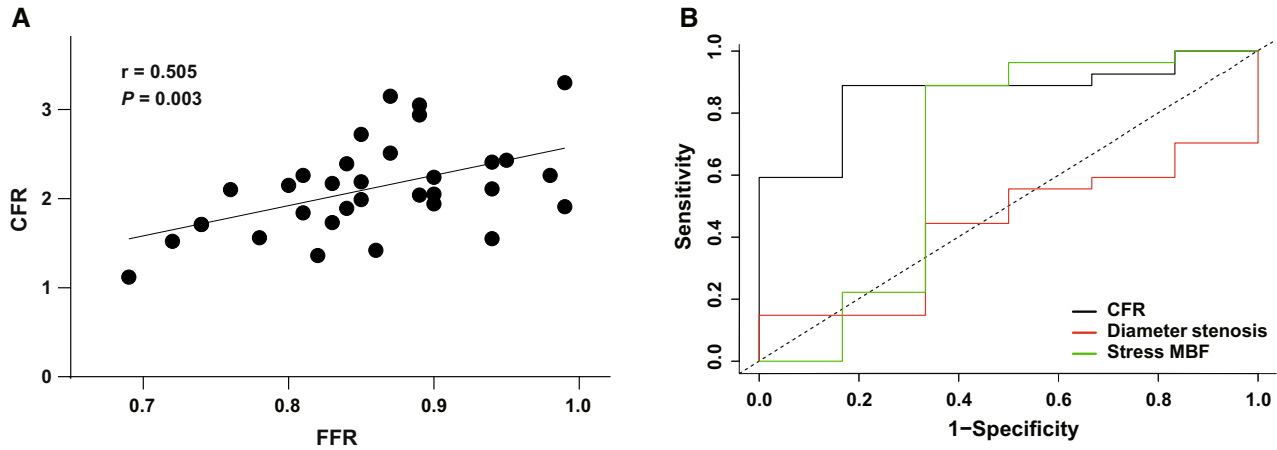 A
r = 0.505
P = 0.003
CFR
3
2
1
0
0.7 0.8 0.9 1.0
FFR
B
Sensitivity
1.0
0.8
0.6
0.4
0.2
0.0
CFR
Diameter stenosis
Stress MBF
0.0 0.2 0.4 0.6 0.8 1.0
1−Specificity